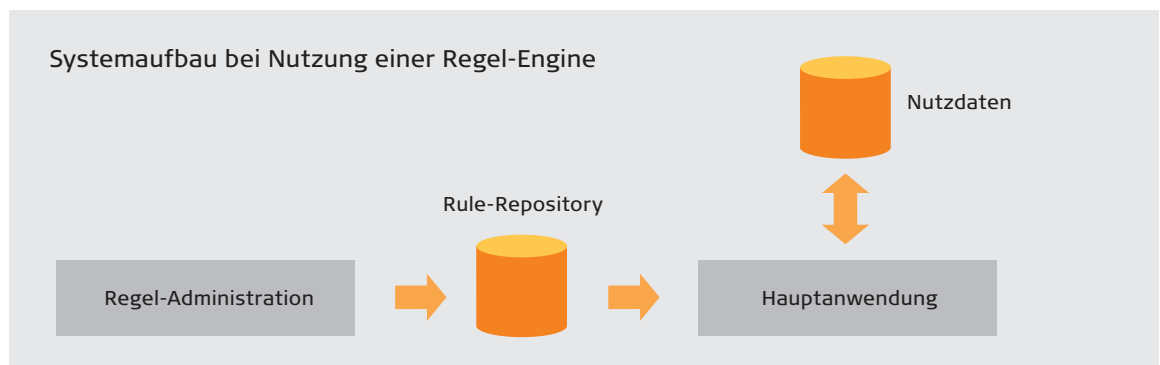 Systemaufbau bei Nutzung einer Regel-Engine
Nutzdaten
Rule-Repository
Regel-Administration
Hauptanwendung